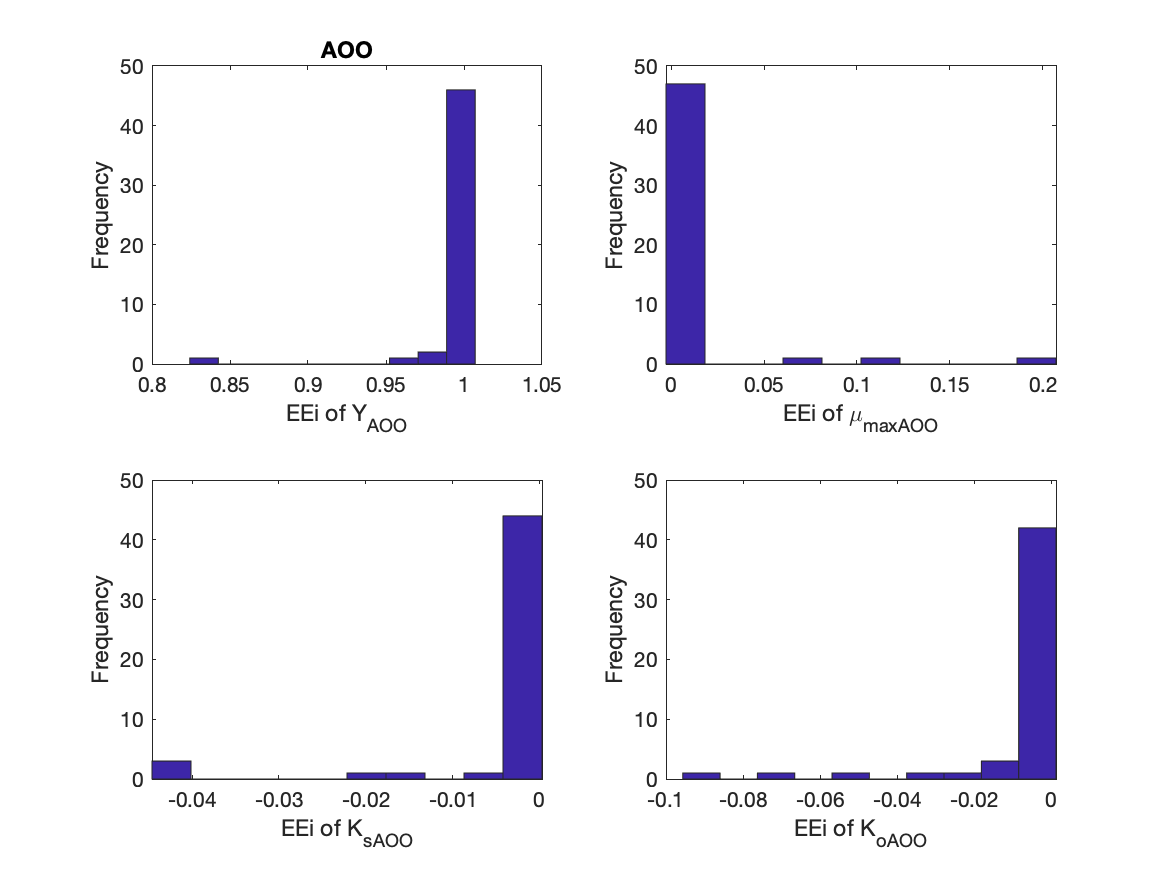 AOO
50
40
30
20
10
0
Frequency
0.8 0.85 0.9 0.95 1 1.05
EEi of Y_AOO
50
40
30
20
10
0
Frequency
0 0.05 0.1 0.15 0.2
EEi of μ_maxAOO
50
40
30
20
10
0
Frequency
-0.04 -0.03 -0.02 -0.01 0
EEi of K_sAOO
50
40
30
20
10
0
Frequency
-0.1 -0.08 -0.06 -0.04 -0.02 0
EEi of K_oAOO